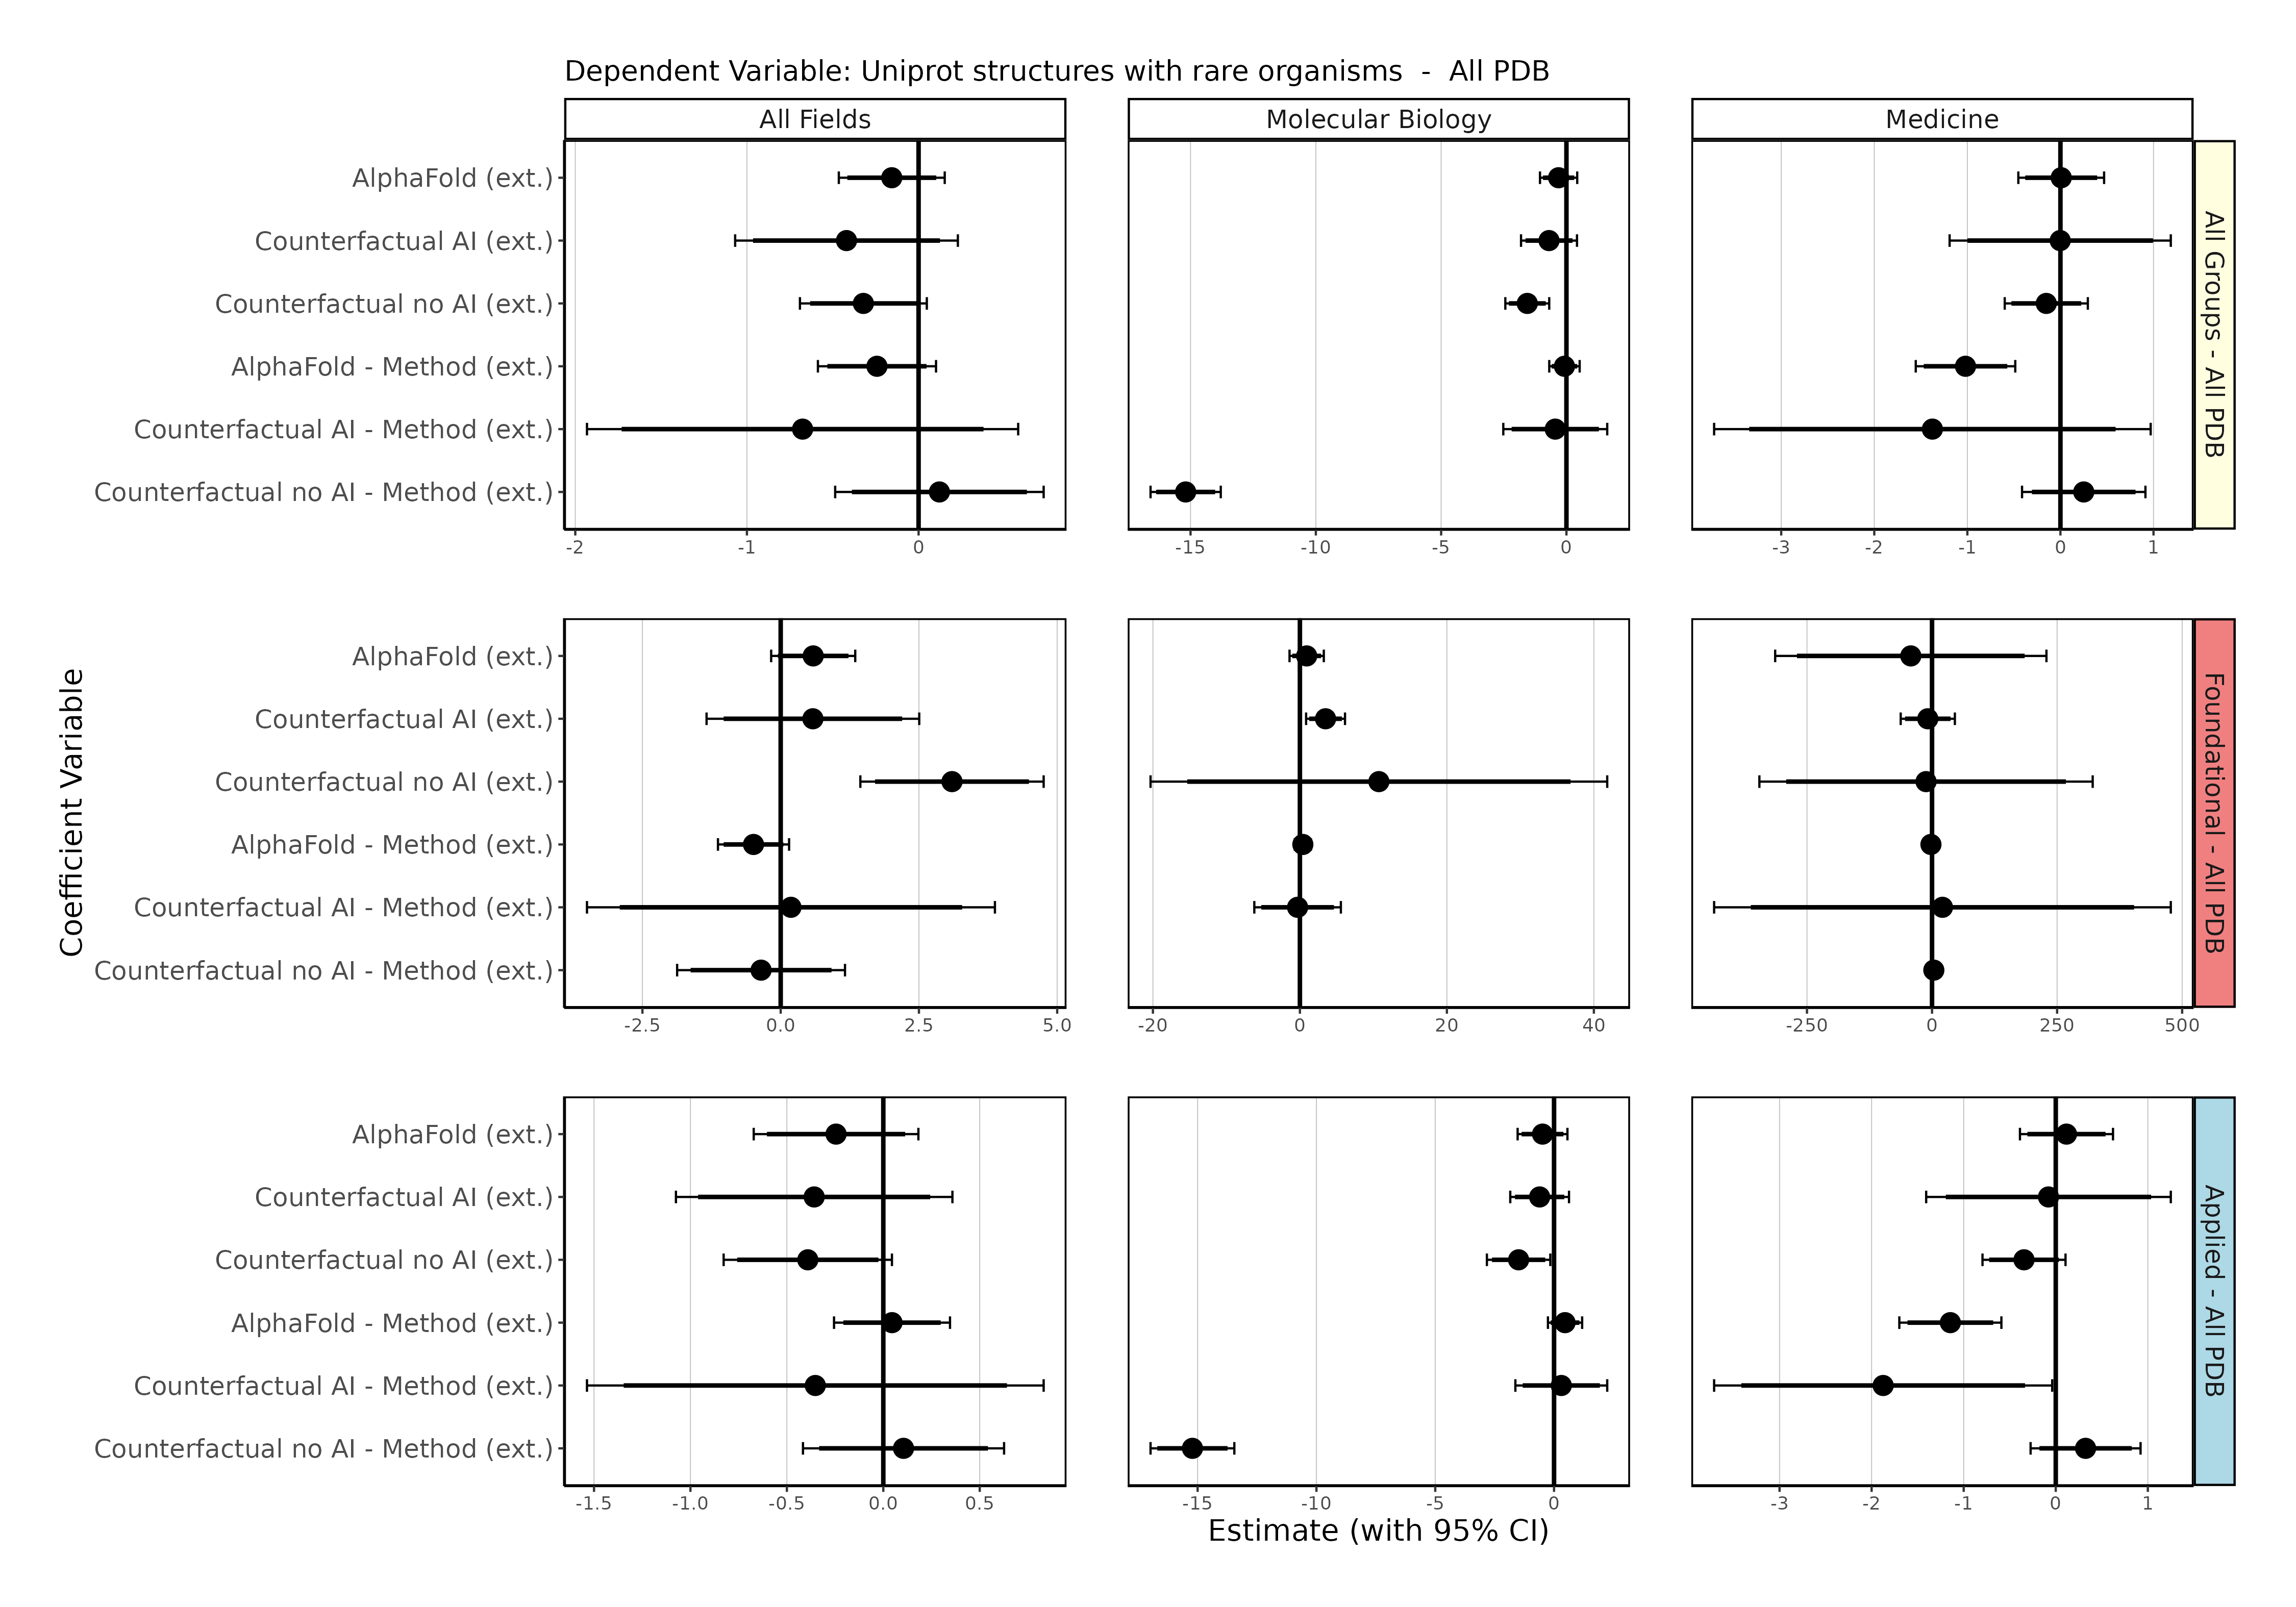 Dependent Variable: Uniprot structures with rare organisms  -  All PDB
All Fields
Molecular Biology
Medicine
AlphaFold (ext.)
Counterfactual AI (ext.)
Counterfactual no AI (ext.)
AlphaFold - Method (ext.)
Counterfactual AI - Method (ext.)
Counterfactual no AI - Method (ext.)
-2 -1 0
-15 -10 -5 0
-3 -2 -1 0 1
All Groups - All PDB
AlphaFold (ext.)
Counterfactual AI (ext.)
Counterfactual no AI (ext.)
AlphaFold - Method (ext.)
Counterfactual AI - Method (ext.)
Counterfactual no AI - Method (ext.)
-2.5 0.0 2.5 5.0
-20 0 20 40
-250 0 250 500
Foundational - All PDB
Coefficient Variable
AlphaFold (ext.)
Counterfactual AI (ext.)
Counterfactual no AI (ext.)
AlphaFold - Method (ext.)
Counterfactual AI - Method (ext.)
Counterfactual no AI - Method (ext.)
-1.5 -1.0 -0.5 0.0 0.5
-15 -10 -5 0
-3 -2 -1 0 1
Applied - All PDB
Estimate (with 95% CI)